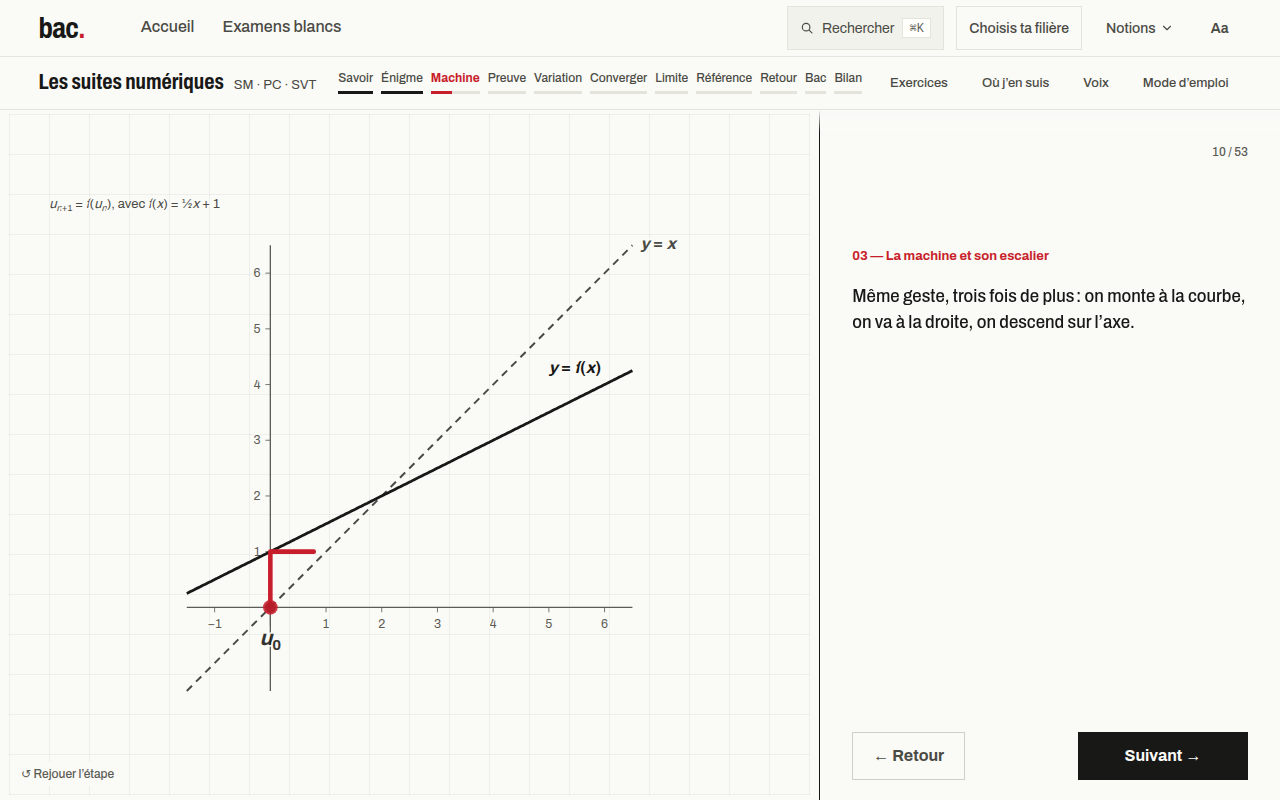 bac.
Accueil
Examens blancs
Rechercher ⌘K
Choisis ta filière
Notions
Aa
Les suites numériques
SM · PC · SVT
Savoir
Énigme
Machine
Preuve
Variation
Converger
Limite
Référence
Retour
Bac
Bilan
Exercices
Où j’en suis
Voix
Mode d’emploi
10 / 53
uₙ₊₁ = f(uₙ), avec f(x) = ½x + 1
y = x
6
5
y = f(x)
4
3
2
1
−1 1 2 3 4 5 6
u₀
03 — La machine et son escalier
Même geste, trois fois de plus : on monte à la courbe,
on va à la droite, on descend sur l’axe.
← Retour
Suivant →
↺ Rejouer l’étape